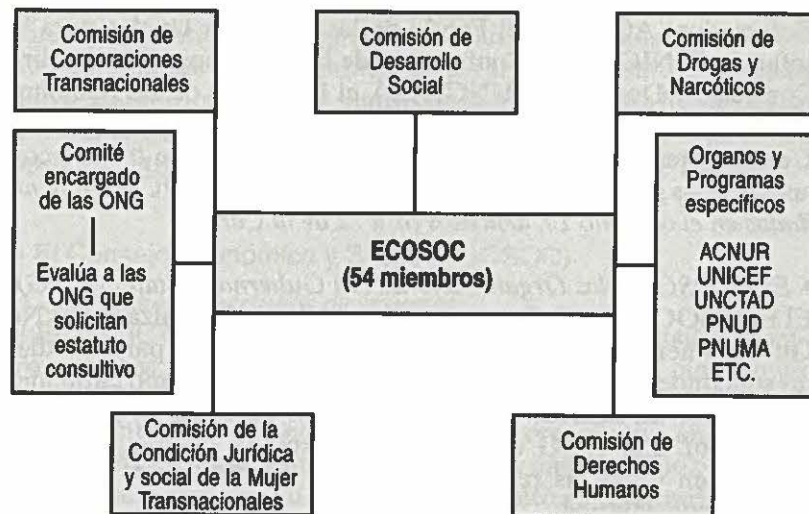 Comisión de
Corporaciones
Transnacionales
Comisión de
Desarrollo
Social
Comisión de
Drogas y
Narcóticos
Comité
encargado
de las ONG
Evalúa a las
ONG que
solicitan
estatuto
consultivo
ECOSOC
(54 miembros)
Organos y
Programas
específicos
ACNUR
UNICEF
UNCTAD
PNUD
PNUMA
ETC.
Comisión de la
Condición Jurídica
y social de la Mujer
Transnacionales
Comisión de
Derechos
Humanos